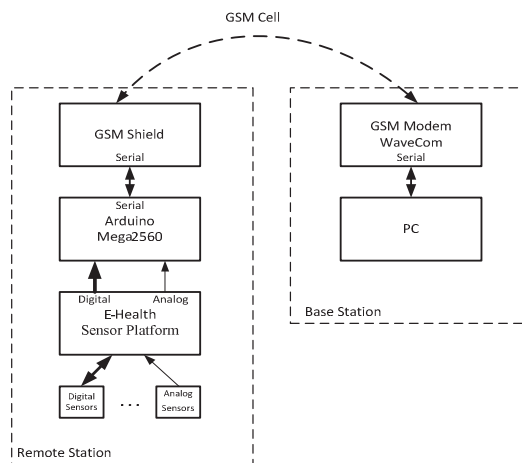 GSM Cell
GSM Shield
Serial
Serial
Arduino
Mega2560
Digital
Analog
E-Health
Sensor Platform
Digital
Sensors
...
Analog
Sensors
Remote Station
GSM Modem
WaveCom
Serial
PC
Base Station